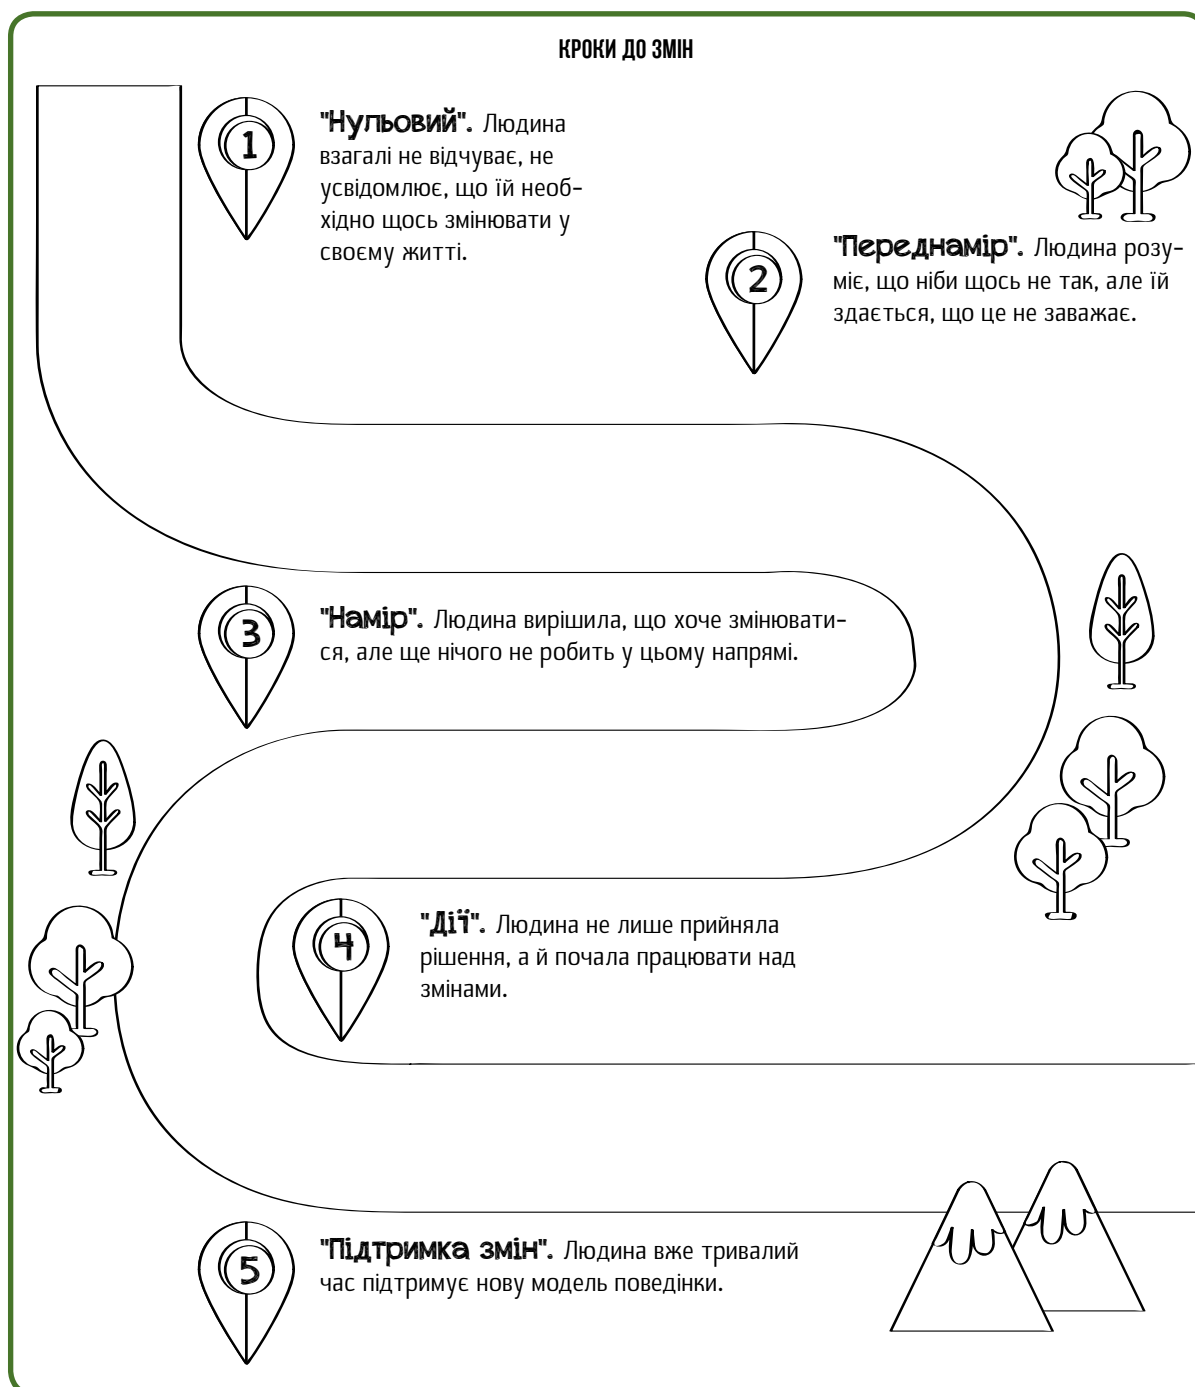 КРОКИ ДО ЗМІН
1
"Нульовий". Людина
взагалі не відчуває, не
усвідомлює, що їй необ-
хідно щось змінювати у
своєму житті.
2
"Переднамір". Людина розу-
міє, що ніби щось не так, але їй
здається, що це не заважає.
3
"Намір". Людина вирішила, що хоче змінювати-
ся, але ще нічого не робить у цьому напрямі.
4
"Дії". Людина не лише прийняла
рішення, а й почала працювати над
змінами.
5
"Підтримка змін". Людина вже тривалий
час підтримує нову модель поведінки.